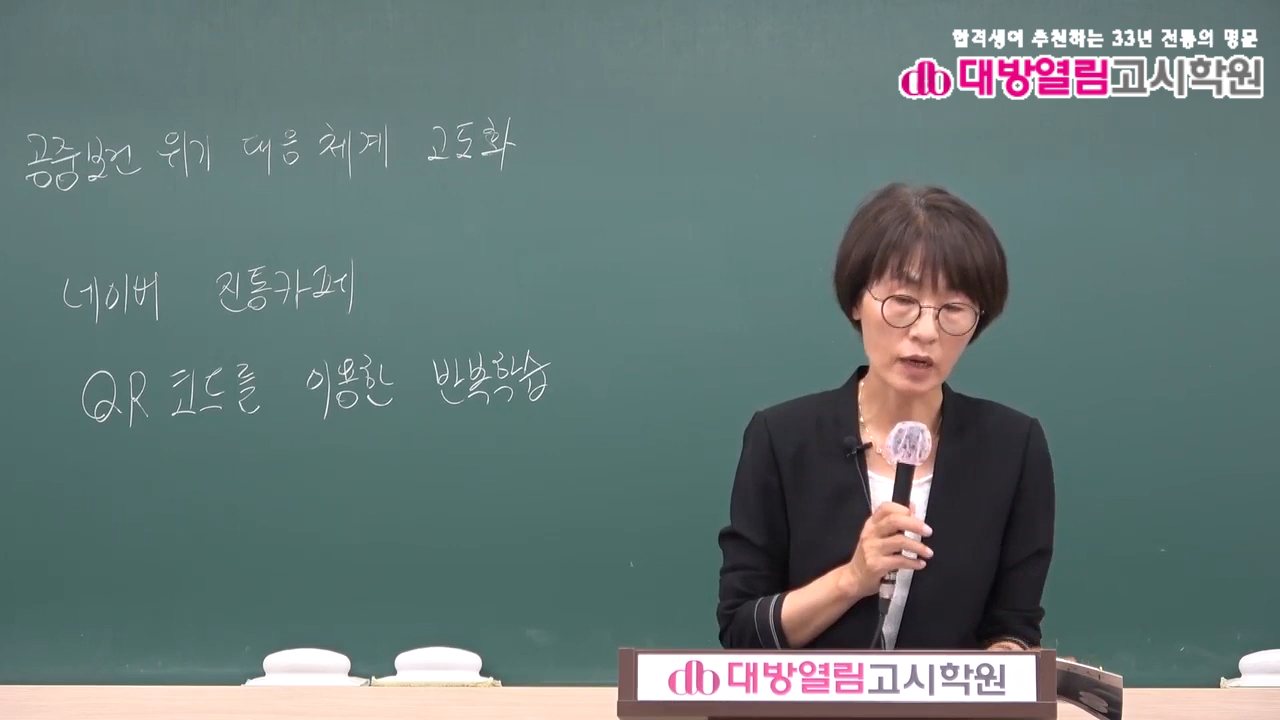 합격생이 추천하는 33년 전통의 명문
대방열림고시학원
공중보건 위기 대응 체계 고도화
네이버 진통카페
QR 코드를 이용한 반복학습
대방열림고시학원